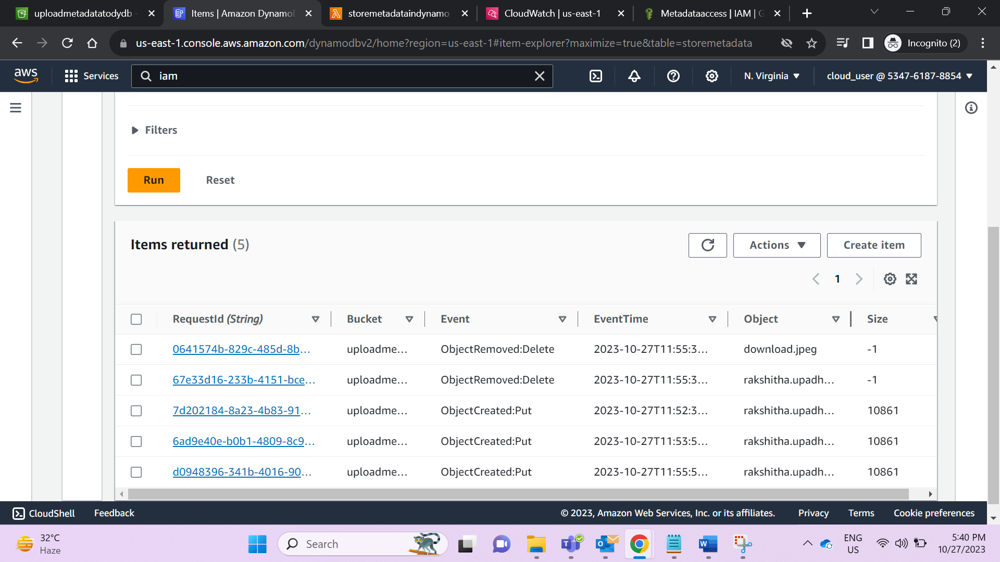 uploadmetadatatodydb -
Items | Amazon Dynamo
storemetadataindynamo
CloudWatch | us-east-1
Metadataaccess | IAM | G
us-east-1.console.aws.amazon.com/dynamodbv2/home?region=us-east-1#item-explorer?maximize=true&table=storemetadata
Incognito (2)
aws
Services
iam
N. Virginia
cloud_user @ 5347-6187-8854
Filters
Run
Reset
Items returned (5)
Actions
Create item
1
RequestId (String) Bucket Event EventTime Object Size
0641574b-829c-485d-8b... uploadme... ObjectRemoved:Delete 2023-10-27T11:55:3... download.jpeg -1
67e33d16-233b-4151-bce... uploadme... ObjectRemoved:Delete 2023-10-27T11:55:3... rakshitha.upadh... -1
7d202184-8a23-4b83-91... uploadme... ObjectCreated:Put 2023-10-27T11:52:3... rakshitha.upadh... 10861
6ad9e40e-b0b1-4809-8c9... uploadme... ObjectCreated:Put 2023-10-27T11:53:5... rakshitha.upadh... 10861
d0948396-341b-4016-90... uploadme... ObjectCreated:Put 2023-10-27T11:55:5... rakshitha.upadh... 10861
CloudShell
Feedback
© 2023, Amazon Web Services, Inc. or its affiliates.
Privacy
Terms
Cookie preferences
32°C
Haze
Search
ENG
US
5:40 PM
10/27/2023